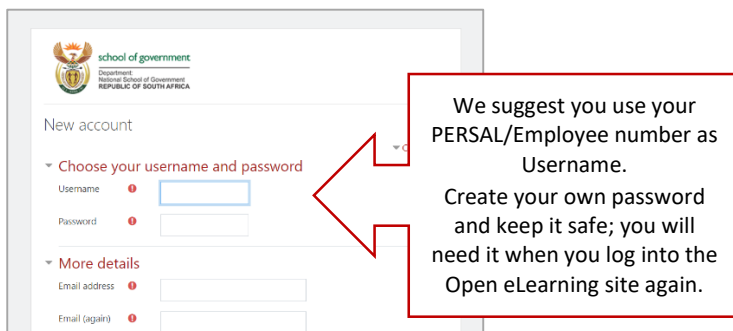 school of government
Department:
National School of Government
REPUBLIC OF SOUTH AFRICA
New account
Choose your username and password
Username
Password
More details
Email address
Email (again)
We suggest you use your
PERSAL/Employee number as
Username.
Create your own password
and keep it safe; you will
need it when you log into the
Open eLearning site again.